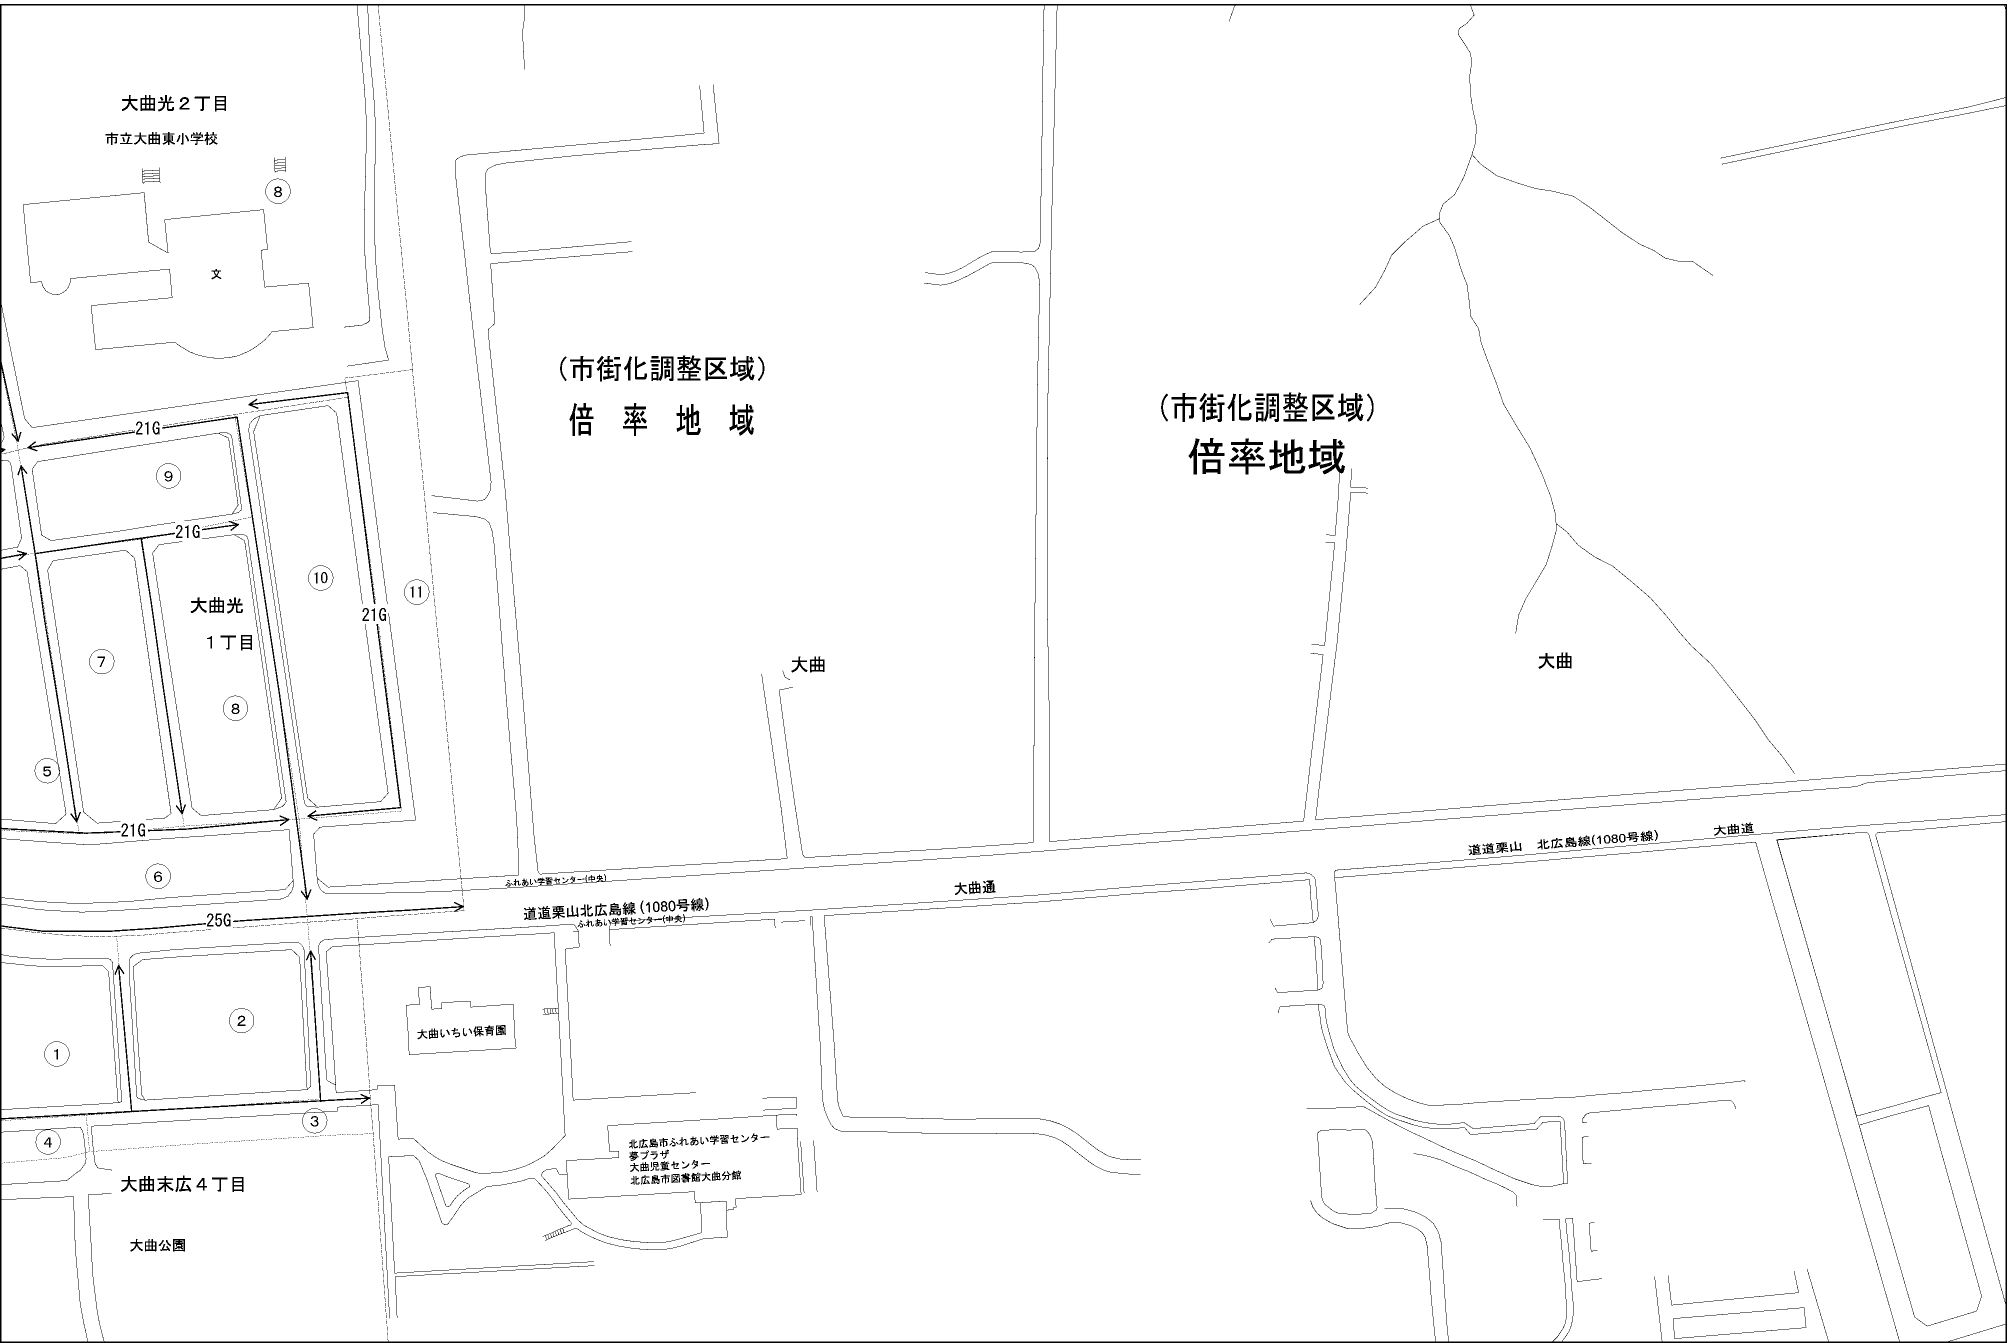 大曲光２丁目
市立大曲東小学校
8
文
(市街化調整区域)
倍率地域
(市街化調整区域)
倍率地域
21G
9
21G
10
11
大曲光
１丁目
21G
7
8
大曲
大曲
5
21G
6
ふれあい学習センター(中央)
道道栗山北広島線(1080号線)
ふれあい学習センター(中央)
大曲通
道道栗山 北広島線(1080号線)
大曲道
25G
2
1
大曲いちい保育園
3
4
北広島市ふれあい学習センター
夢プラザ
大曲児童センター
北広島市図書館大曲分館
大曲末広４丁目
大曲公園